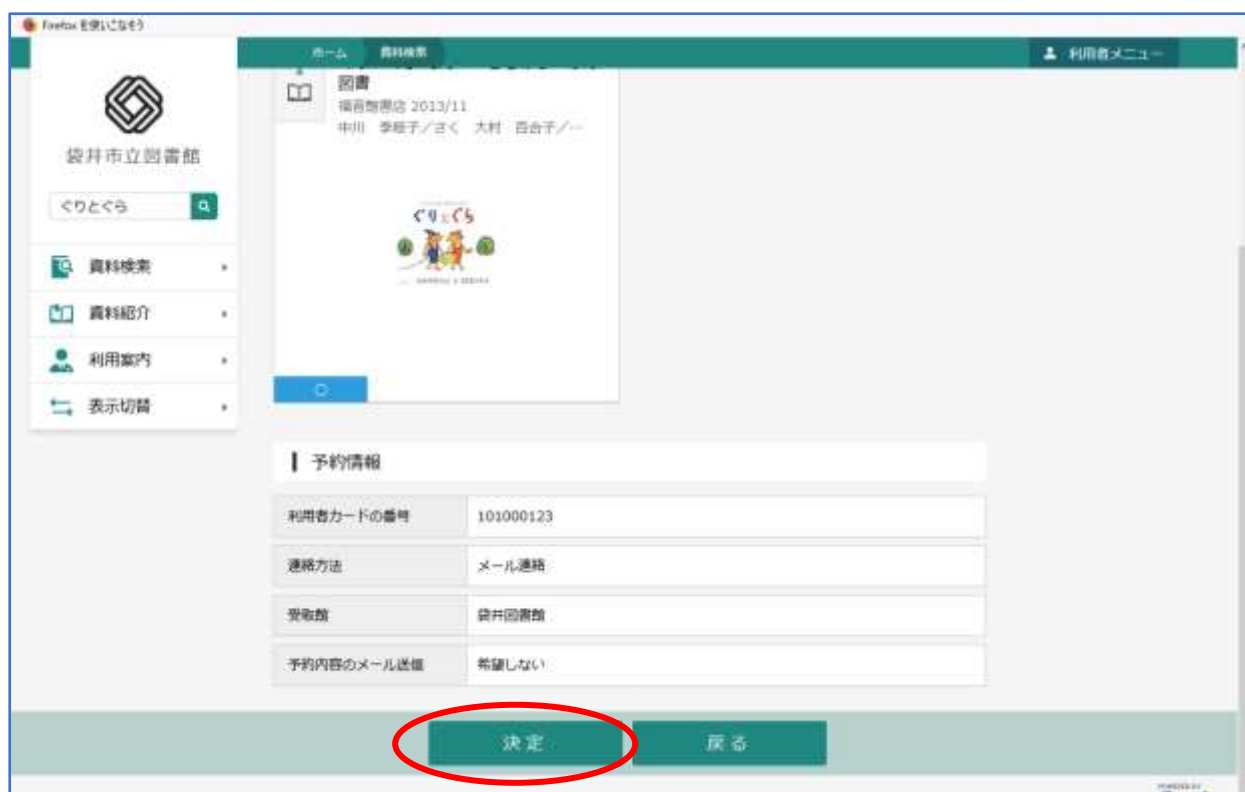 Firefox を使いこなそう
ホーム
資料検索
利用者メニュー
図書
福音館書店 2013/11
中川 李枝子/さく 大村 百合子/…
袋井市立図書館
ぐりとぐら
資料検索
資料紹介
利用案内
表示切替
ぐりとぐら
予約情報
利用者カードの番号 101000123
連絡方法 メール連絡
受取館 袋井図書館
予約内容のメール送信 希望しない
決定 戻る
POWERED BY